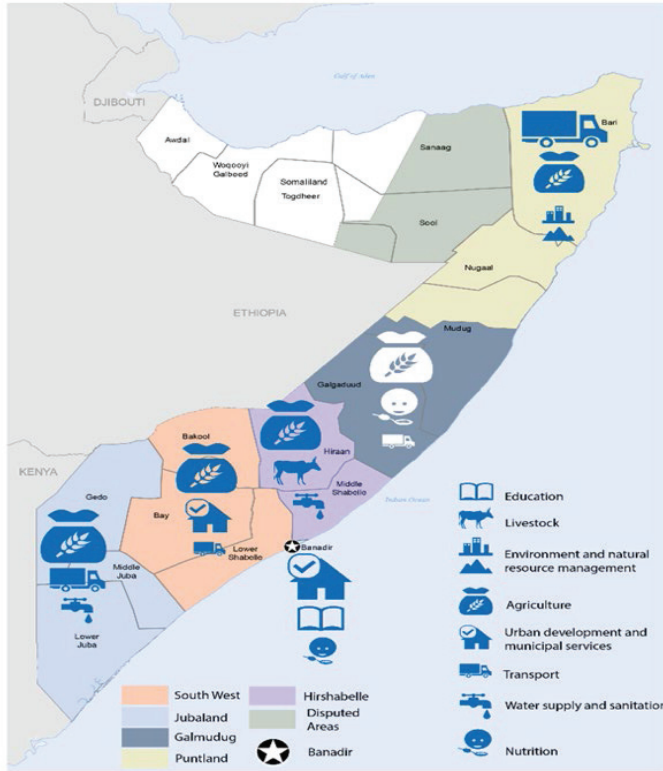 Gulf of Aden
DJIBOUTI
Bari
Awdal
Sanaag
Woqooyi
Galbeed
Somaliland
Togdheer
Sool
Nugaal
ETHIOPIA
Mudug
Galgaduud
Bakool
Hiraan
KENYA
Gedo
Middle
Shabelle
Indian Ocean
Bay
Lower
Shabelle
Banadir
Middle
Juba
Lower
Juba
Education
Livestock
Environment and natural
resource management
Agriculture
Urban development and
municipal services
Transport
Water supply and sanitation
Nutrition
South West
Jubaland
Galmudug
Puntland
Hirshabelle
Disputed
Areas
Banadir